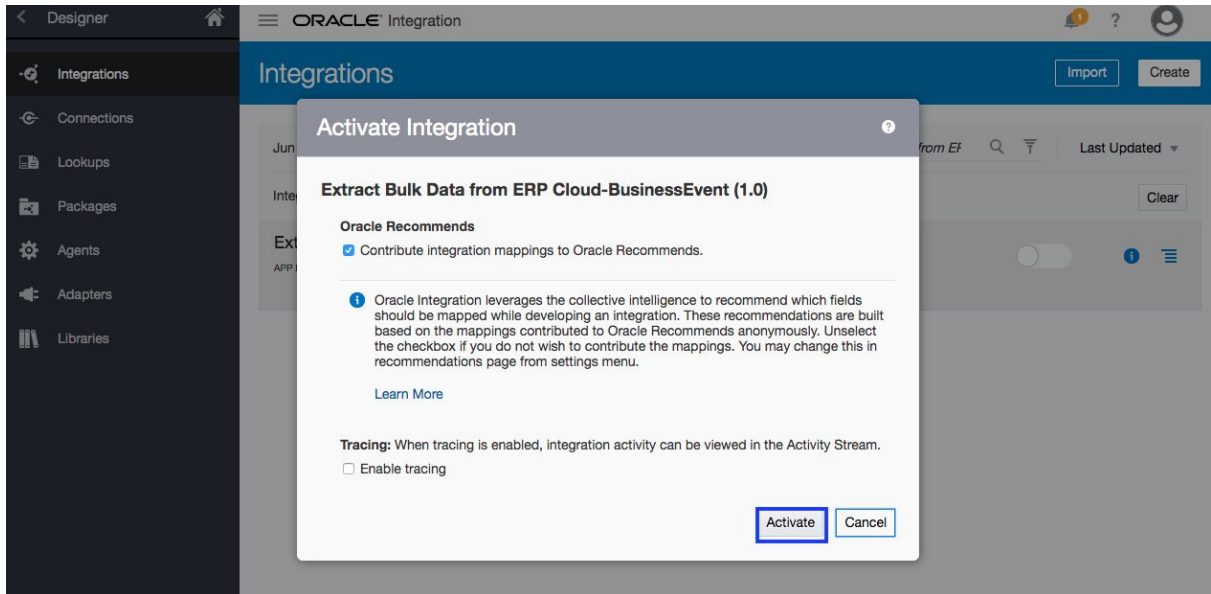 Designer
ORACLE Integration
1
?
Integrations
Connections
Lookups
Packages
Agents
Adapters
Libraries
Integrations
Import
Create
Jun
from EF
Last Updated
Inte
Clear
Ext
APP
Activate Integration
?
Extract Bulk Data from ERP Cloud-BusinessEvent (1.0)
Oracle Recommends
Contribute integration mappings to Oracle Recommends.
Oracle Integration leverages the collective intelligence to recommend which fields
should be mapped while developing an integration. These recommendations are built
based on the mappings contributed to Oracle Recommends anonymously. Unselect
the checkbox if you do not wish to contribute the mappings. You may change this in
recommendations page from settings menu.
Learn More
Tracing: When tracing is enabled, integration activity can be viewed in the Activity Stream.
Enable tracing
Activate
Cancel